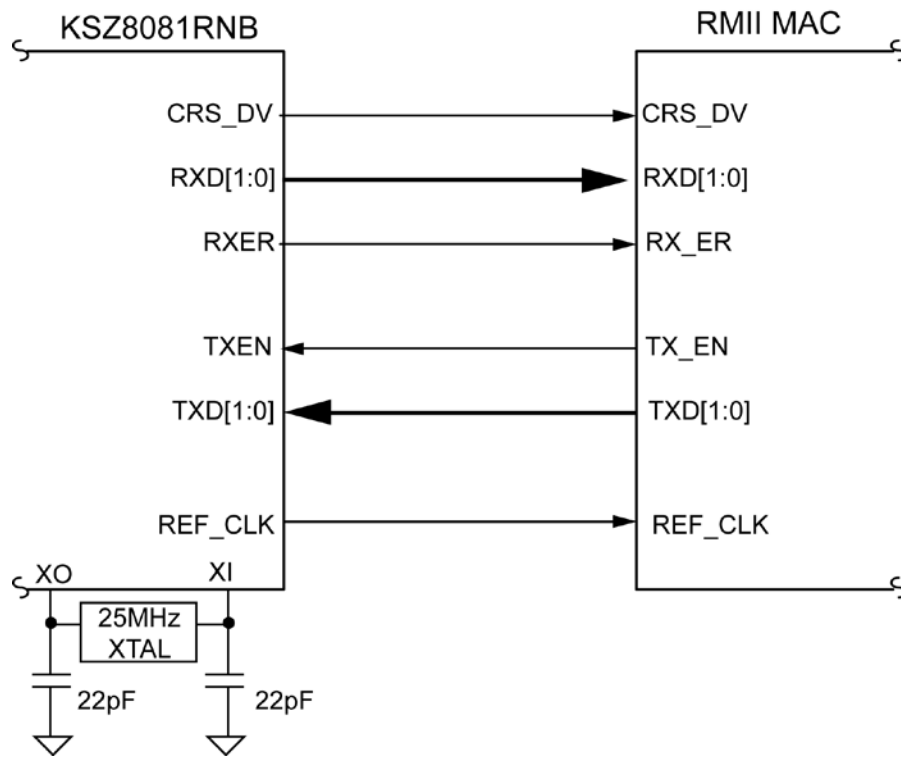 KSZ8081RNB
RMII MAC
CRS_DV
CRS_DV
RXD[1:0]
RXD[1:0]
RXER
RX_ER
TXEN
TX_EN
TXD[1:0]
TXD[1:0]
REF_CLK
REF_CLK
XO
XI
25MHz
XTAL
22pF
22pF